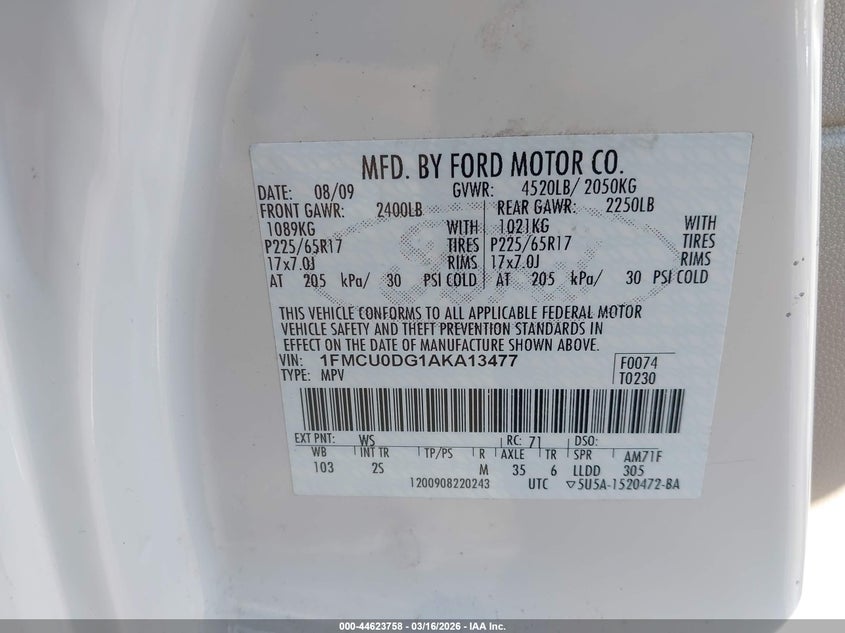 MFD. BY FORD MOTOR CO.
DATE: 08/09 GVWR: 4520LB/ 2050KG
FRONT GAWR: 2400LB REAR GAWR: 2250LB
1089KG WITH 1021KG WITH
P225/65R17 TIRES P225/65R17 TIRES
17x7.0J RIMS 17x7.0J RIMS
AT 205 kPa/ 30 PSI COLD AT 205 kPa/ 30 PSI COLD
THIS VEHICLE CONFORMS TO ALL APPLICABLE FEDERAL MOTOR
VEHICLE SAFETY AND THEFT PREVENTION STANDARDS IN
EFFECT ON THE DATE OF MANUFACTURE SHOWN ABOVE.
VIN: 1FMCU0DG1AKA13477 F0074
TYPE: MPV T0230
EXT PNT: WS RC: 71 DSO:
WB INT TR TP/PS R AXLE TR SPR AM71F
103 2S M 35 6 LLDD 305
1200908220243 UTC ▽5U5A-1520472-BA
000-44623758 - 03/16/2026 - IAA Inc.